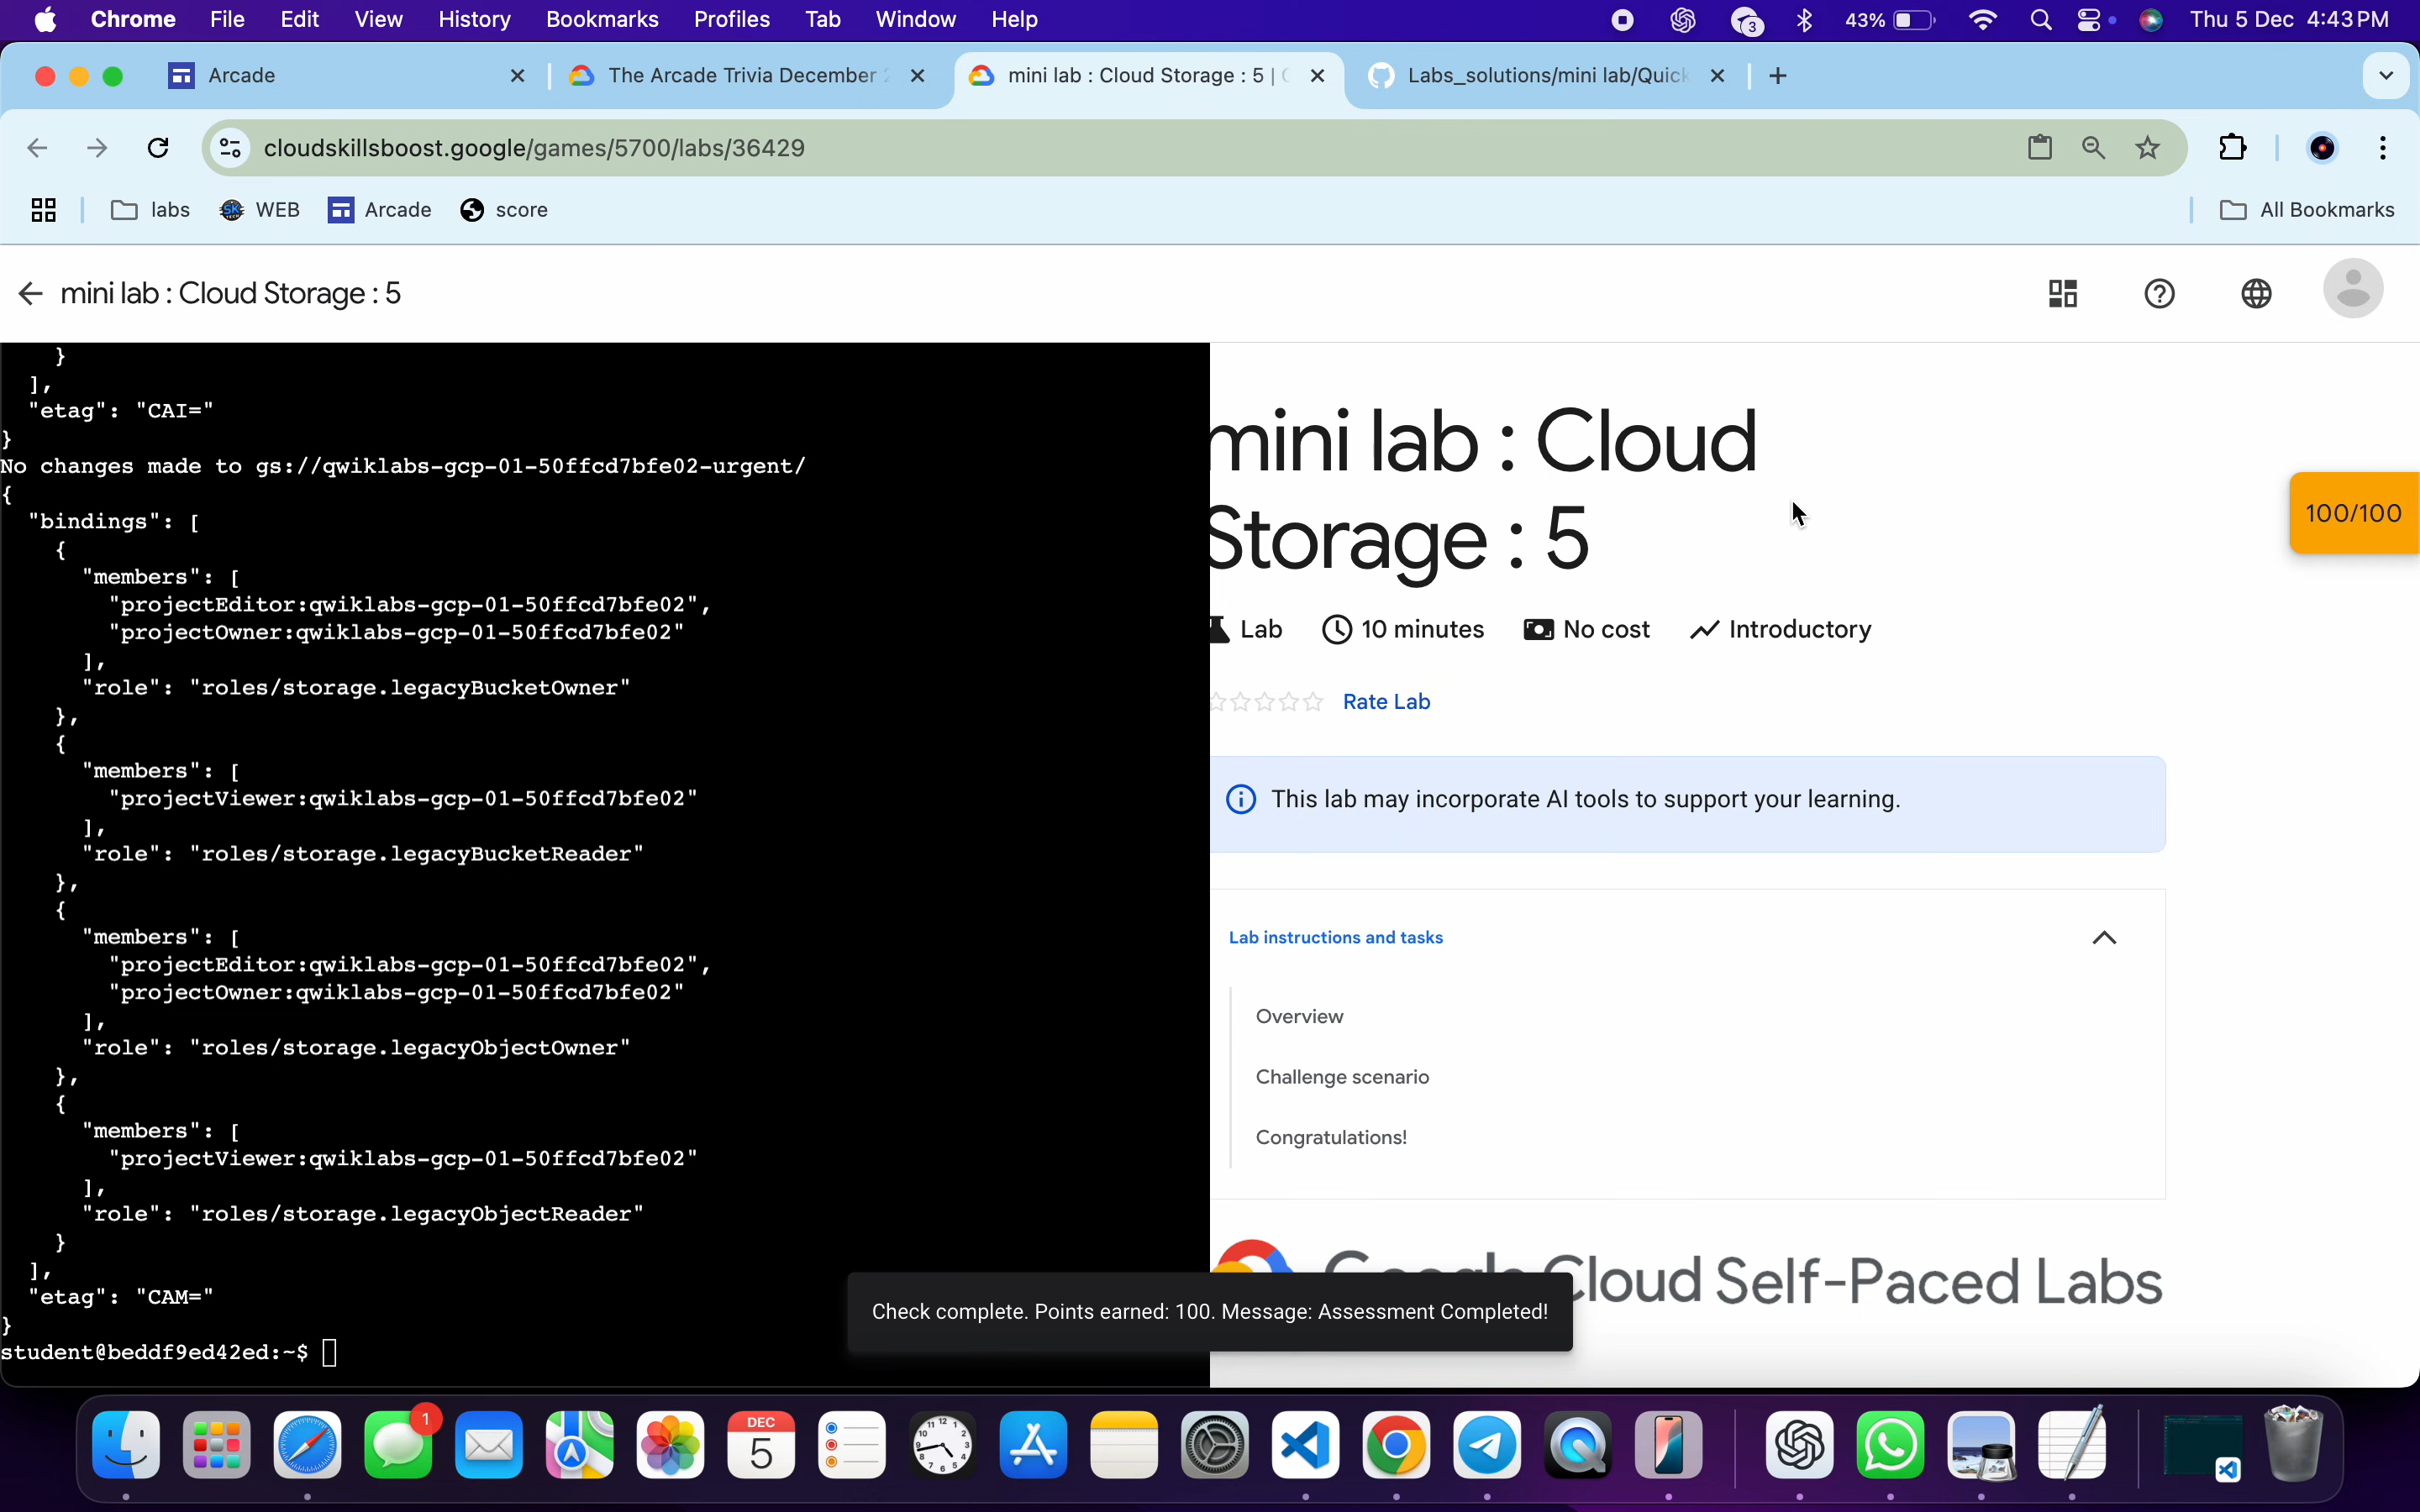 Chrome File Edit View History Bookmarks Profiles Tab Window Help 3 43% Thu 5 Dec 4:43 PM
Arcade The Arcade Trivia December mini lab : Cloud Storage : 5 | Labs_solutions/mini lab/Quick
cloudskillsboost.google/games/5700/labs/36429
labs WEB Arcade score All Bookmarks
mini lab : Cloud Storage : 5
}
],
"etag": "CAI="
}
No changes made to gs://qwiklabs-gcp-01-50ffcd7bfe02-urgent/
{
"bindings": [
{
"members": [
"projectEditor:qwiklabs-gcp-01-50ffcd7bfe02",
"projectOwner:qwiklabs-gcp-01-50ffcd7bfe02"
],
"role": "roles/storage.legacyBucketOwner"
},
{
"members": [
"projectViewer:qwiklabs-gcp-01-50ffcd7bfe02"
],
"role": "roles/storage.legacyBucketReader"
},
{
"members": [
"projectEditor:qwiklabs-gcp-01-50ffcd7bfe02",
"projectOwner:qwiklabs-gcp-01-50ffcd7bfe02"
],
"role": "roles/storage.legacyObjectOwner"
},
{
"members": [
"projectViewer:qwiklabs-gcp-01-50ffcd7bfe02"
],
"role": "roles/storage.legacyObjectReader"
}
],
"etag": "CAM="
}
student@beddf9ed42ed:~$
mini lab : Cloud
Storage : 5
100/100
Lab 10 minutes No cost Introductory
Rate Lab
This lab may incorporate AI tools to support your learning.
Lab instructions and tasks
Overview
Challenge scenario
Congratulations!
Google Cloud Self-Paced Labs
Check complete. Points earned: 100. Message: Assessment Completed!
1
DEC
5